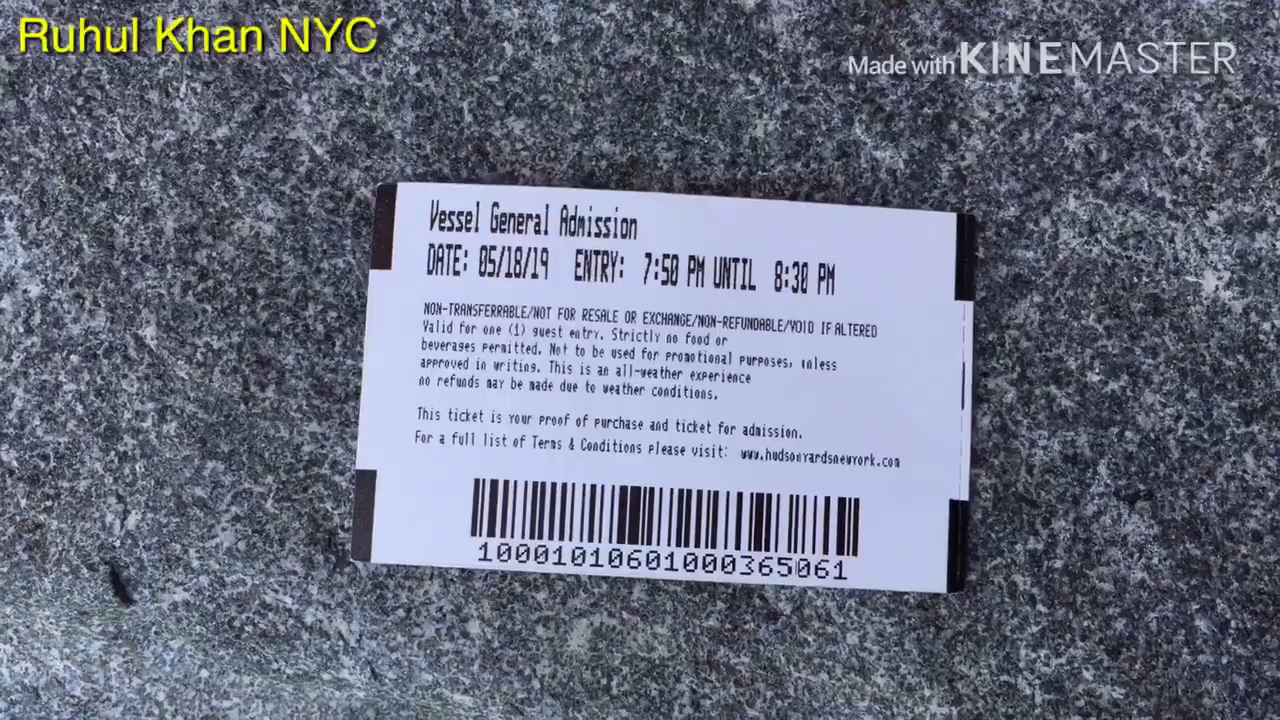 Ruhul Khan NYC
Made with KINEMASTER
Vessel General Admission
DATE: 05/18/19 ENTRY: 7:50 PM UNTIL 8:30 PM
NON-TRANSFERRABLE/NOT FOR RESALE OR EXCHANGE/NON-REFUNDABLE/VOID IF ALTERED
Valid for one (1) guest entry. Strictly no food or
beverages permitted. Not to be used for promotional purposes, unless
approved in writing. This is an all-weather experience
no refunds may be made due to weather conditions.
This ticket is your proof of purchase and ticket for admission.
For a full list of Terms & Conditions please visit: www.hudsonyardsnewyork.com
10001010601000365061